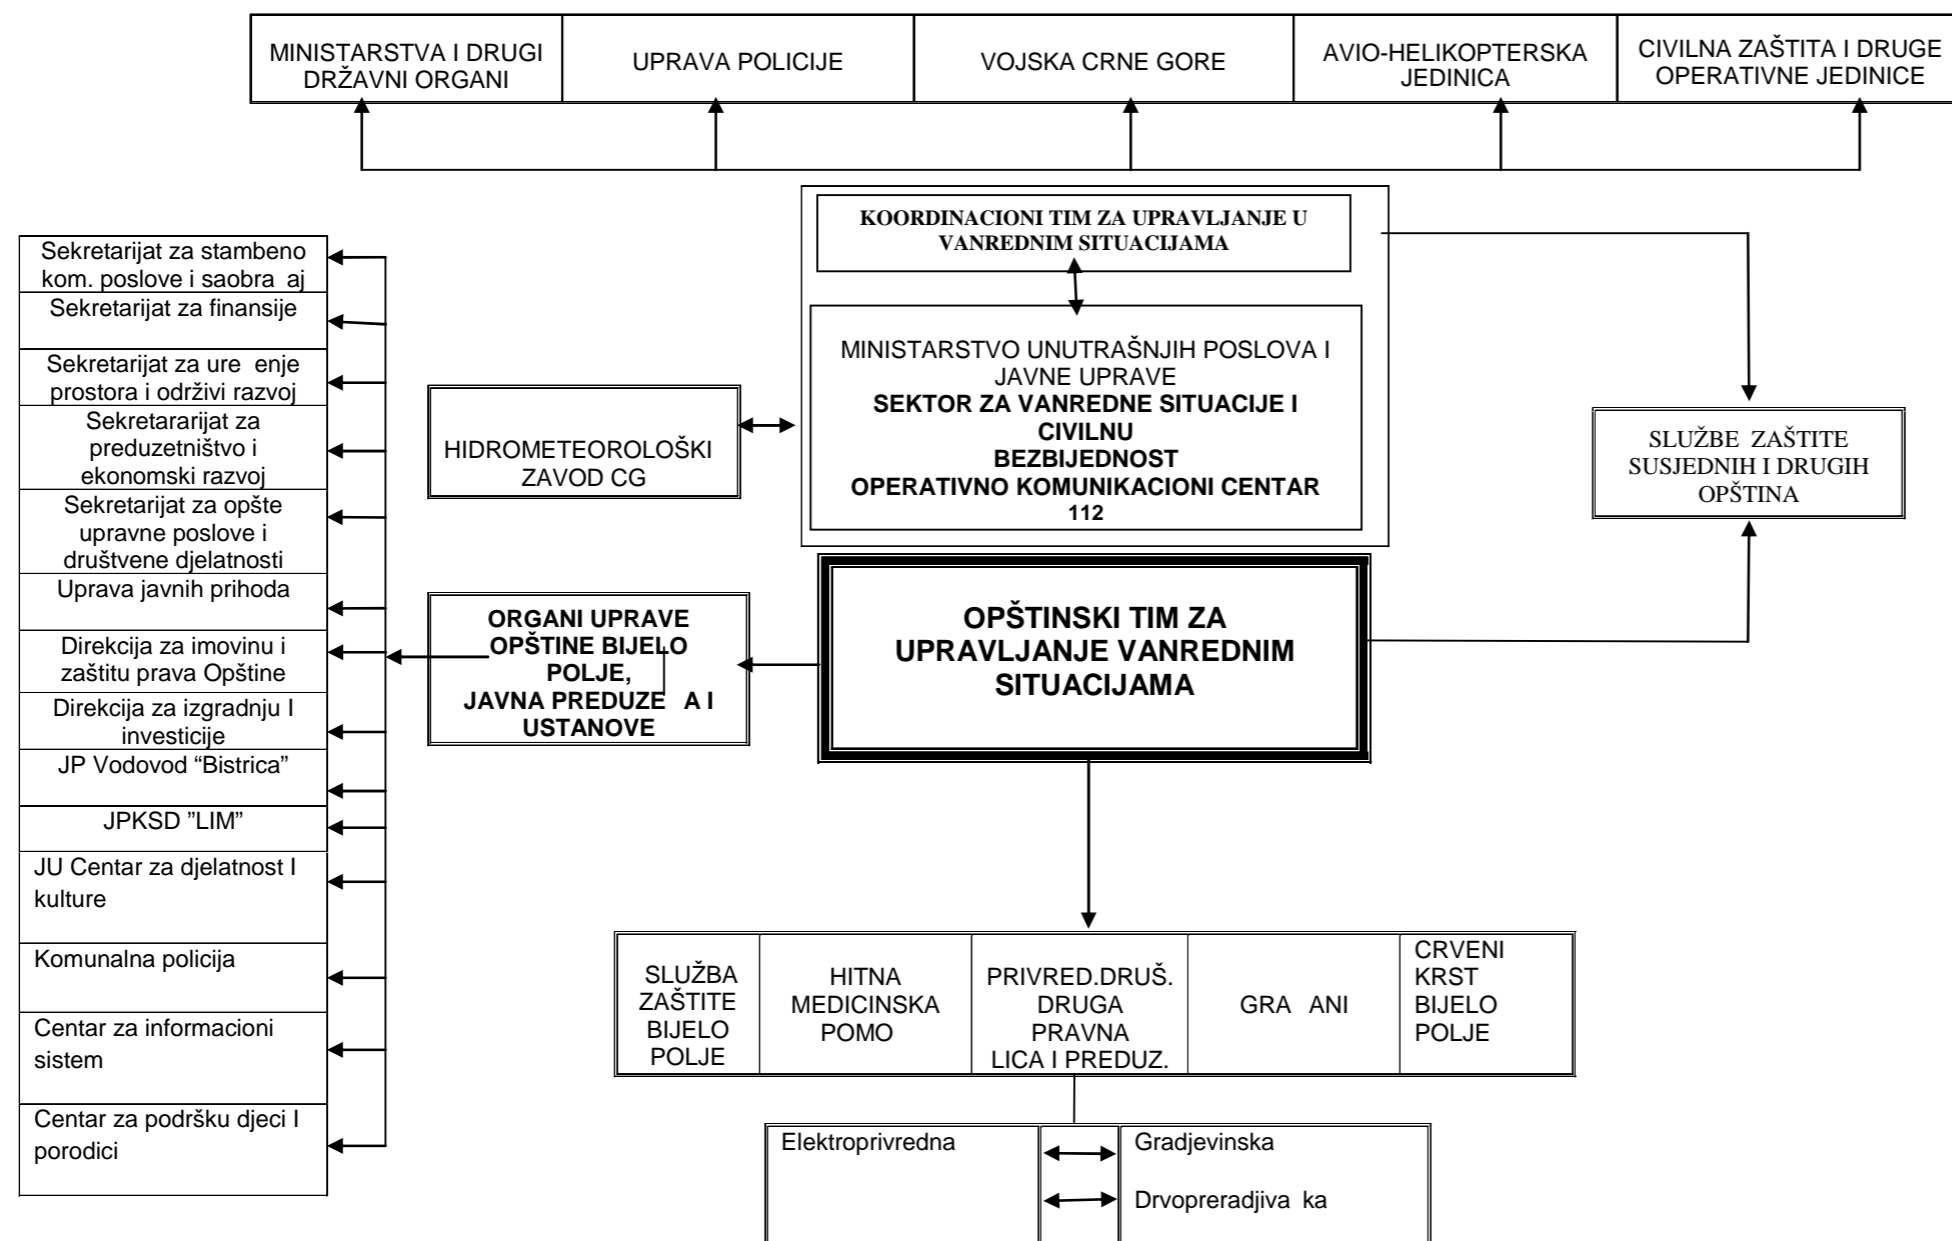 MINISTARSTVA I DRUGI
DRŽAVNI ORGANI
UPRAVA POLICIJE
VOJSKA CRNE GORE
AVIO-HELIKOPTERSKA
JEDINICA
CIVILNA ZAŠTITA I DRUGE
OPERATIVNE JEDINICE
KOORDINACIONI TIM ZA UPRAVLJANJE U
VANREDNIM SITUACIJAMA
MINISTARSTVO UNUTRAŠNJIH POSLOVA I
JAVNE UPRAVE
SEKTOR ZA VANREDNE SITUACIJE I
CIVILNU
BEZBIJEDNOST
OPERATIVNO KOMUNIKACIONI CENTAR
112
HIDROMETEOROLOŠKI
ZAVOD CG
SLUŽBE ZAŠTITE
SUSJEDNIH I DRUGIH
OPŠTINA
Sekretarijat za stambeno
kom. poslove i saobra aj
Sekretarijat za finansije
Sekretarijat za ure enje
prostora i održivi razvoj
Sekretararijat za
preduzetništvo i
ekonomski razvoj
Sekretarijat za opšte
upravne poslove i
društvene djelatnosti
Uprava javnih prihoda
Direkcija za imovinu i
zaštitu prava Opštine
Direkcija za izgradnju I
investicije
JP Vodovod “Bistrica”
JPKSD ”LIM”
JU Centar za djelatnost I
kulture
Komunalna policija
Centar za informacioni
sistem
Centar za podršku djeci I
porodici
ORGANI UPRAVE
OPŠTINE BIJELO
POLJE,
JAVNA PREDUZE A I
USTANOVE
OPŠTINSKI TIM ZA
UPRAVLJANJE VANREDNIM
SITUACIJAMA
SLUŽBA
ZAŠTITE
BIJELO
POLJE
HITNA
MEDICINSKA
POMO
PRIVRED.DRUŠ.
DRUGA
PRAVNA
LICA I PREDUZ.
GRA ANI
CRVENI
KRST
BIJELO
POLJE
Elektroprivredna
Gradjevinska
Drvopreradjiva ka